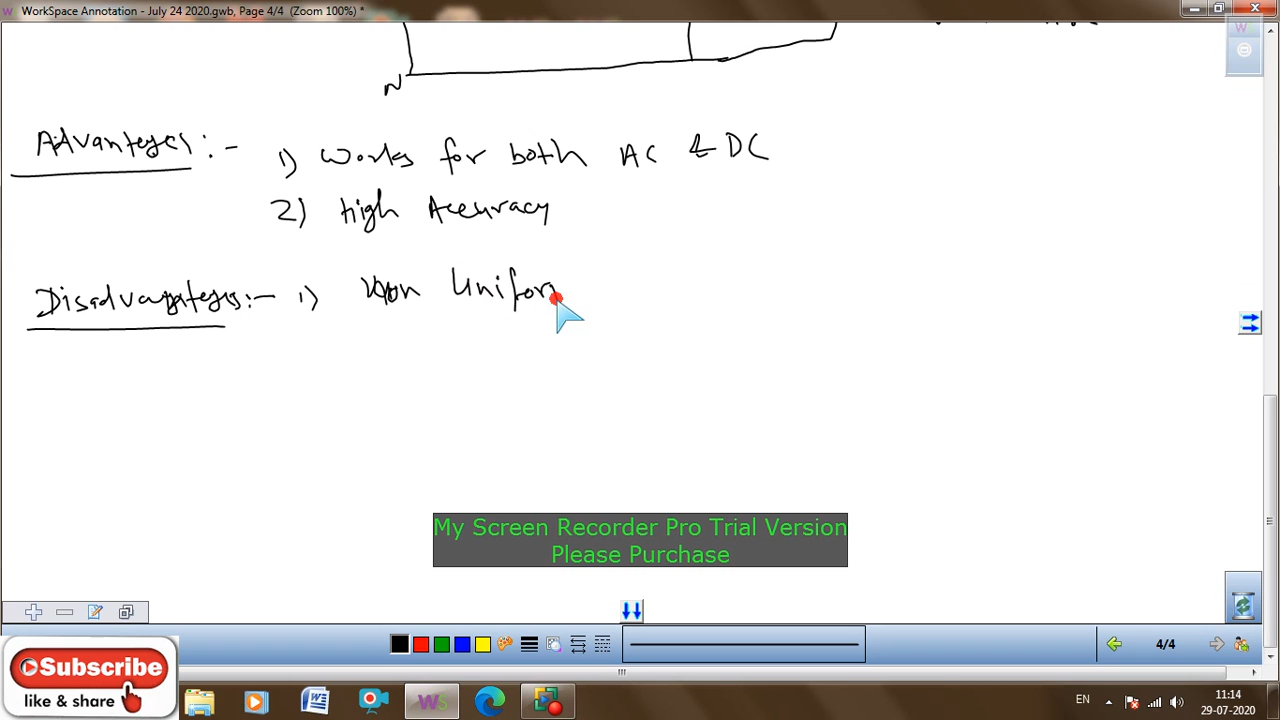 WorkSpace Annotation - July 24 2020.gwb, Page 4/4 (Zoom 100%) *
N
Advantages :- 1) Works for both AC & DC
2) High Accuracy
Disadvantages :- 1) Non Unifor
My Screen Recorder Pro Trial Version
Please Purchase
4/4
Subscribe
like & share
EN
11:14
29-07-2020